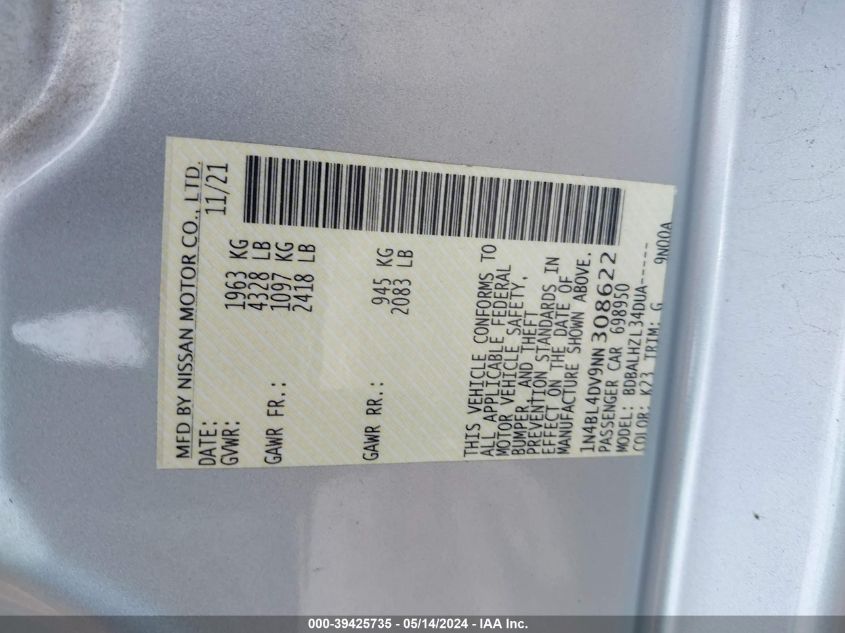 MFD BY NISSAN MOTOR CO., LTD.
DATE: 11/21
GVWR: 1963 KG
4328 LB
GAWR FR.: 1097 KG
2418 LB
GAWR RR.: 945 KG
2083 LB
THIS VEHICLE CONFORMS TO
ALL APPLICABLE FEDERAL
MOTOR VEHICLE SAFETY,
BUMPER, AND THEFT
PREVENTION STANDARDS IN
EFFECT ON THE DATE OF
MANUFACTURE SHOWN ABOVE.
1N4BL4DV9NN308622
PASSENGER CAR 698950
MODEL: BDBALHZL34DUA-----
COLOR: K23 TRIM: G 9N00A
000-39425735 - 05/14/2024 - IAA Inc.